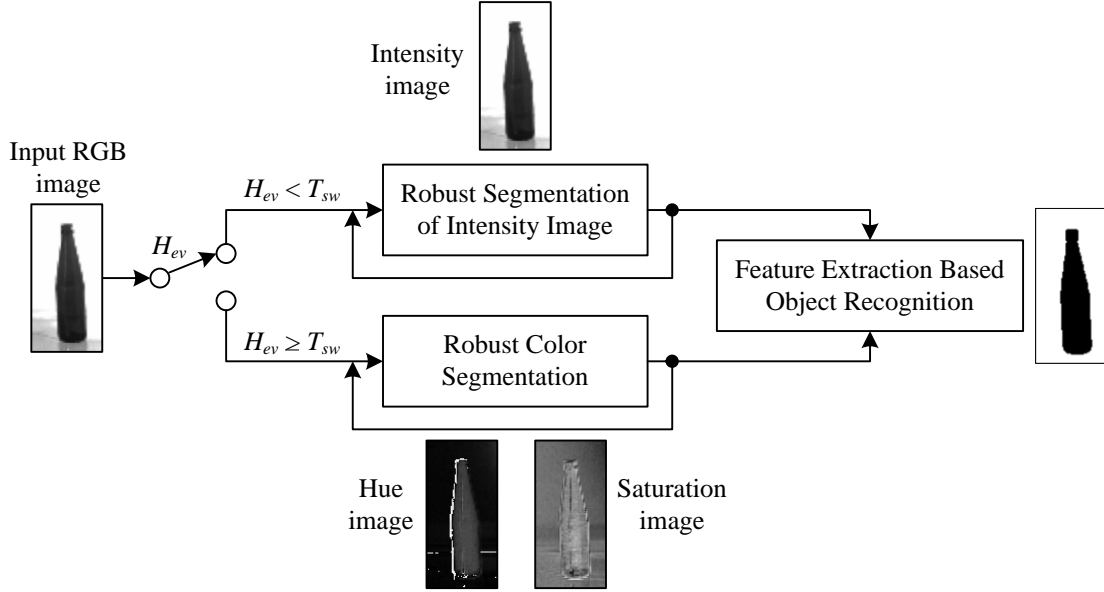 Intensity
image
Input RGB
image
H_ev
H_ev < T_sw
Robust Segmentation
of Intensity Image
Feature Extraction Based
Object Recognition
H_ev ≥ T_sw
Robust Color
Segmentation
Hue
image
Saturation
image